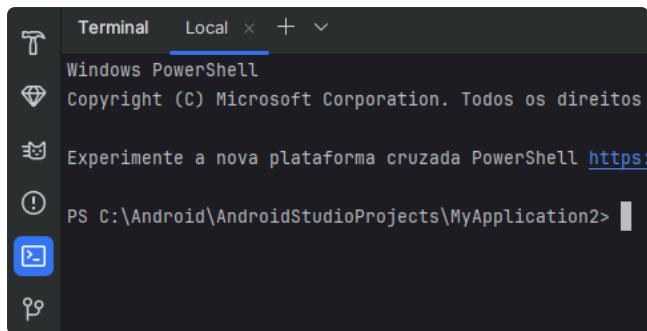 Terminal Local
Windows PowerShell
Copyright (C) Microsoft Corporation. Todos os direitos
Experimente a nova plataforma cruzada PowerShell https:
PS C:\Android\AndroidStudioProjects\MyApplication2>